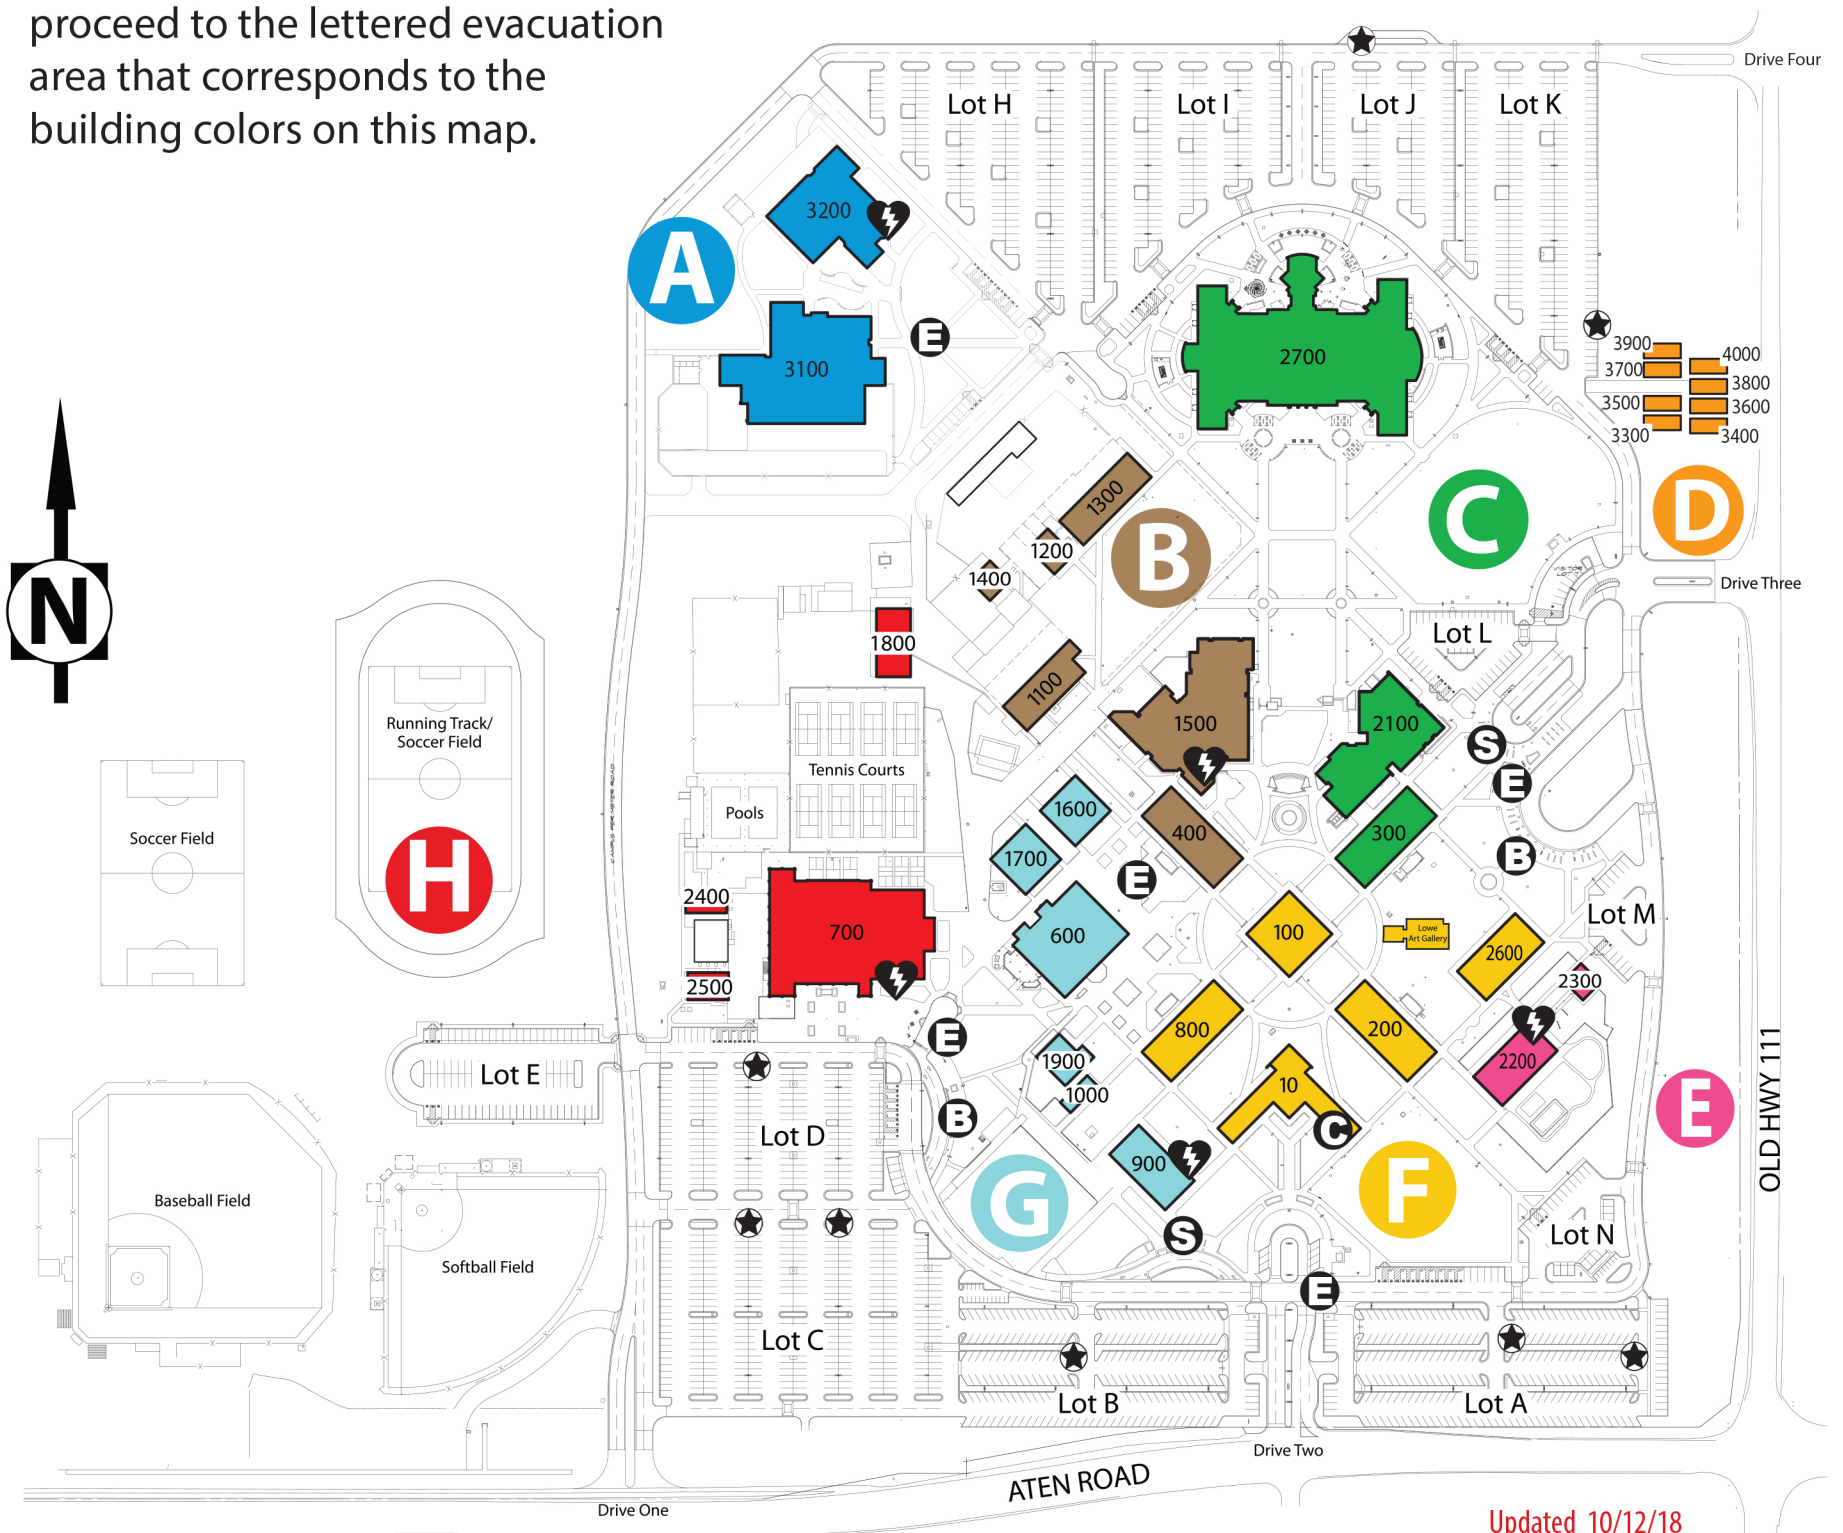 proceed to the lettered evacuation
area that corresponds to the
building colors on this map.
Drive Four
Lot H
Lot I
Lot J
Lot K
3200
A
E
3100
2700
3900
4000
3700
3800
3500
3600
3300
3400
1300
B
C
D
1200
1400
N
Drive Three
VISITOR
LOT
1800
Lot L
1100
Running Track/
Soccer Field
1500
2100
S
E
Tennis Courts
Pools
1600
400
300
Soccer Field
1700
B
E
H
CAMPUS PERIMETER ROAD
2400
700
600
100
Lowe
Art Gallery
Lot M
2600
2300
2500
800
200
E
1900
2200
Lot E
10
1000
B
C
E
OLD HWY 111
Lot D
900
G
F
Baseball Field
S
Lot N
Softball Field
E
Lot C
Lot B
Lot A
Drive Two
ATEN ROAD
Drive One
Updated 10/12/18